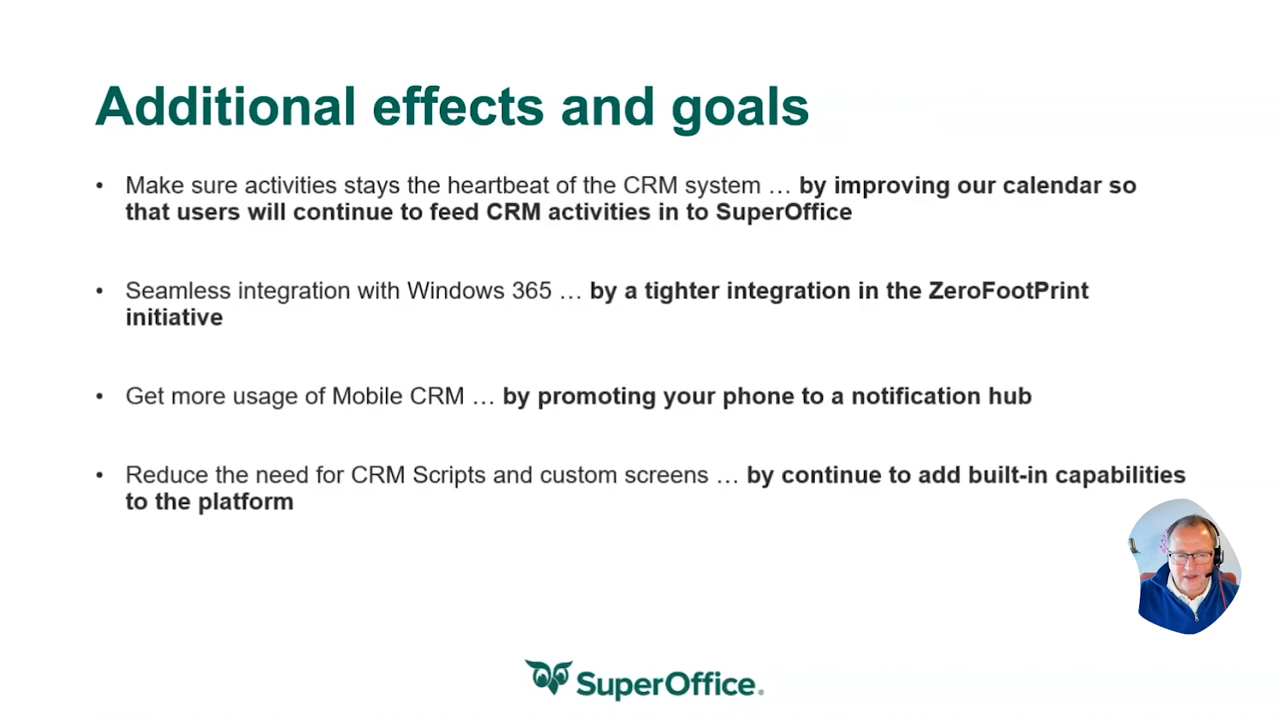 Additional effects and goals
• Make sure activities stays the heartbeat of the CRM system … by improving our calendar so
that users will continue to feed CRM activities in to SuperOffice
• Seamless integration with Windows 365 … by a tighter integration in the ZeroFootPrint
initiative
• Get more usage of Mobile CRM … by promoting your phone to a notification hub
• Reduce the need for CRM Scripts and custom screens … by continue to add built-in capabilities
to the platform
SuperOffice®